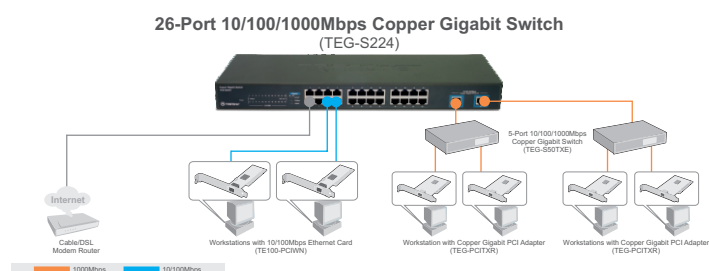 26-Port 10/100/1000Mbps Copper Gigabit Switch
(TEG-S224)
5-Port 10/100/1000Mbps
Copper Gigabit Switch
(TEG-S50TXE)
Internet
Cable/DSL
Modem Router
Workstations with 10/100Mbps Ethernet Card
(TE100-PCIWN)
Workstation with Copper Gigabit PCI Adapter
(TEG-PCITXR)
Workstations with Copper Gigabit PCI Adapter
(TEG-PCITXR)
1000Mbps
10/100Mbps